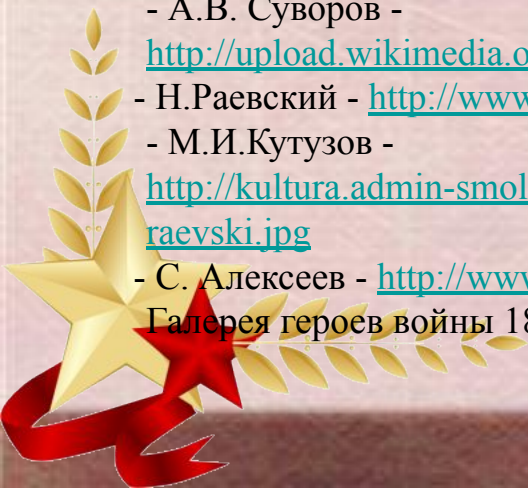 - А.В. Суворов -
http://upload.wikimedia.o
- Н.Раевский - http://www
- М.И.Кутузов -
http://kultura.admin-smol
raevski.jpg
- С. Алексеев - http://www
Галерея героев войны 18